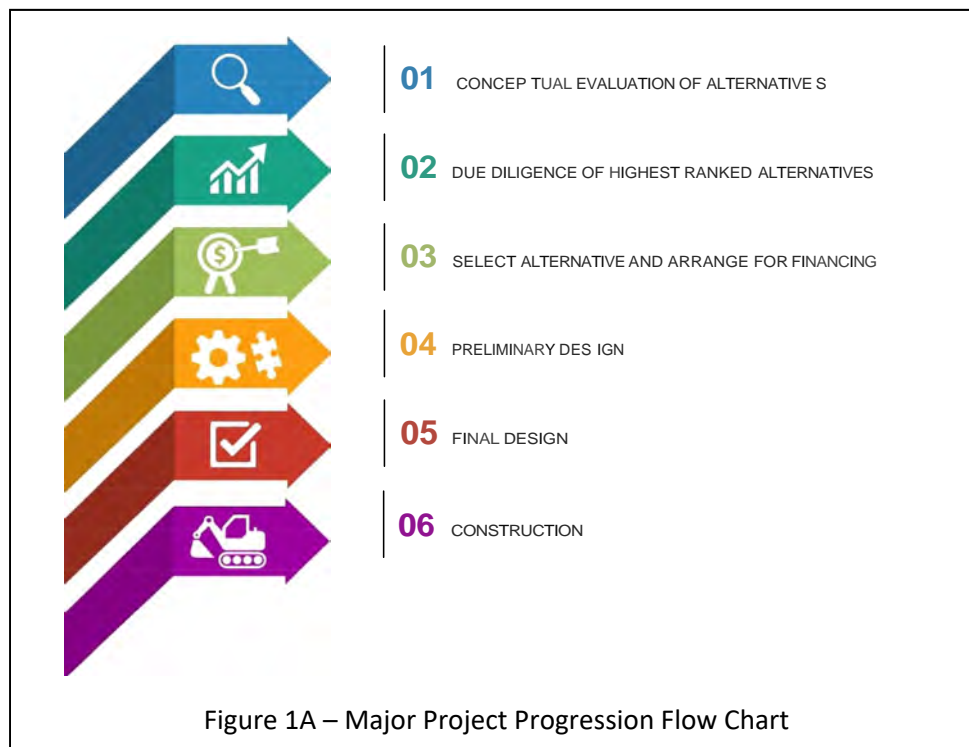 01 CONCEP TUAL EVALUATION OF ALTERNATIVE S
02 DUE DILIGENCE OF HIGHEST RANKED ALTERNATIVES
$
03 SELECT ALTERNATIVE AND ARRANGE FOR FINANCING
04 PRELIMINARY DES IGN
05 FINAL DESIGN
06 CONSTRUCTION
Figure 1A – Major Project Progression Flow Chart